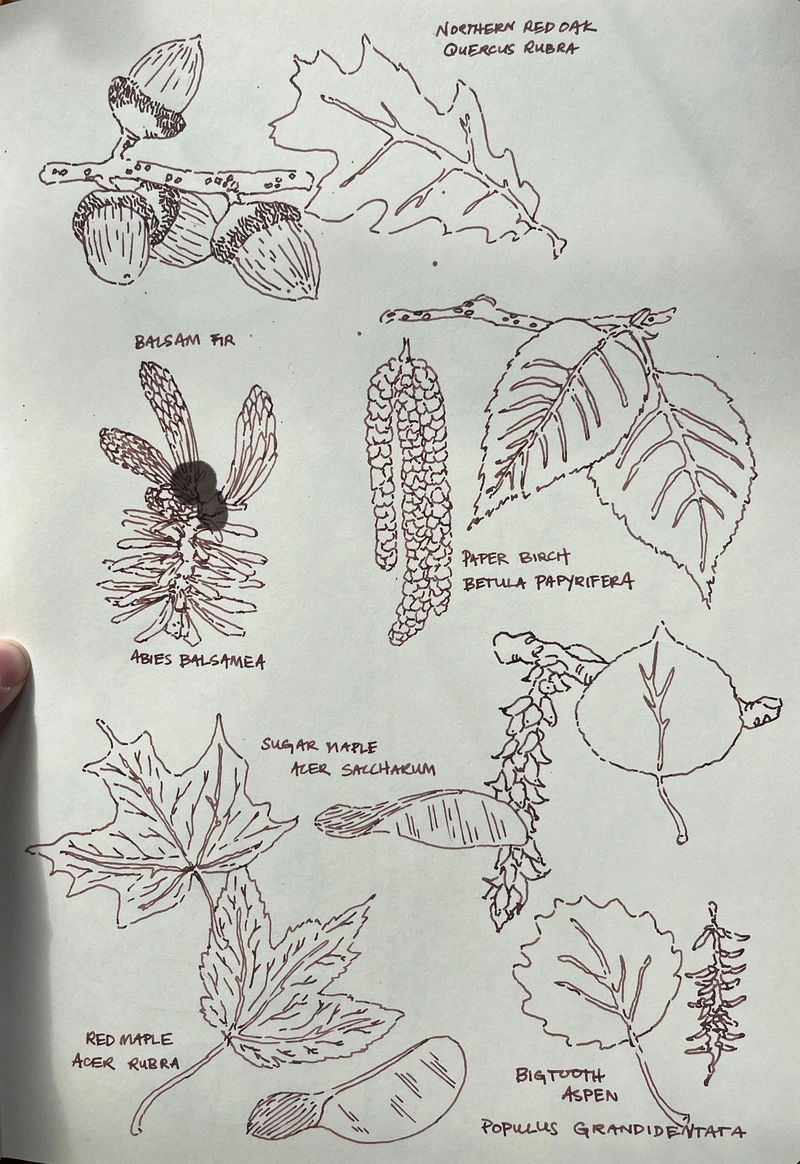 NORTHERN RED OAK
QUERCUS RUBRA
BALSAM FIR
ABIES BALSAMEA
PAPER BIRCH
BETULA PAPYRIFERA
SUGAR MAPLE
ACER SACCHARUM
RED MAPLE
ACER RUBRA
BIGTOOTH
ASPEN
POPULUS GRANDIDENTATA